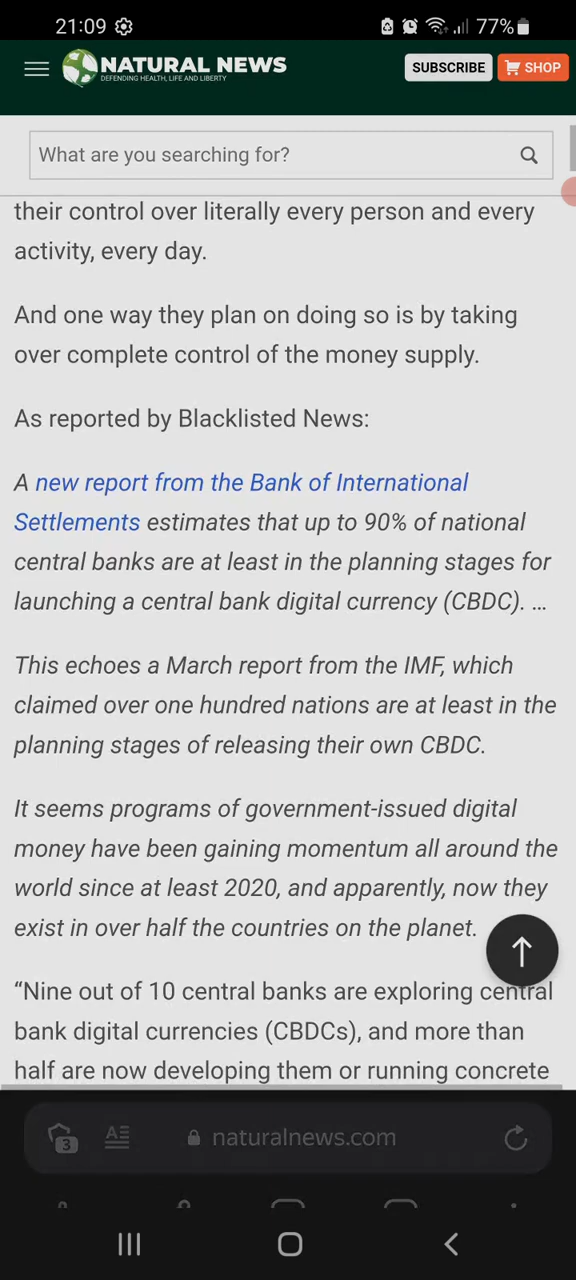 21:09
77%
NATURAL NEWS
DEFENDING HEALTH, LIFE AND LIBERTY
SUBSCRIBE
SHOP
What are you searching for?
their control over literally every person and every
activity, every day.
And one way they plan on doing so is by taking
over complete control of the money supply.
As reported by Blacklisted News:
A new report from the Bank of International
Settlements estimates that up to 90% of national
central banks are at least in the planning stages for
launching a central bank digital currency (CBDC). ...
This echoes a March report from the IMF, which
claimed over one hundred nations are at least in the
planning stages of releasing their own CBDC.
It seems programs of government-issued digital
money have been gaining momentum all around the
world since at least 2020, and apparently, now they
exist in over half the countries on the planet.
“Nine out of 10 central banks are exploring central
bank digital currencies (CBDCs), and more than
half are now developing them or running concrete
3
naturalnews.com